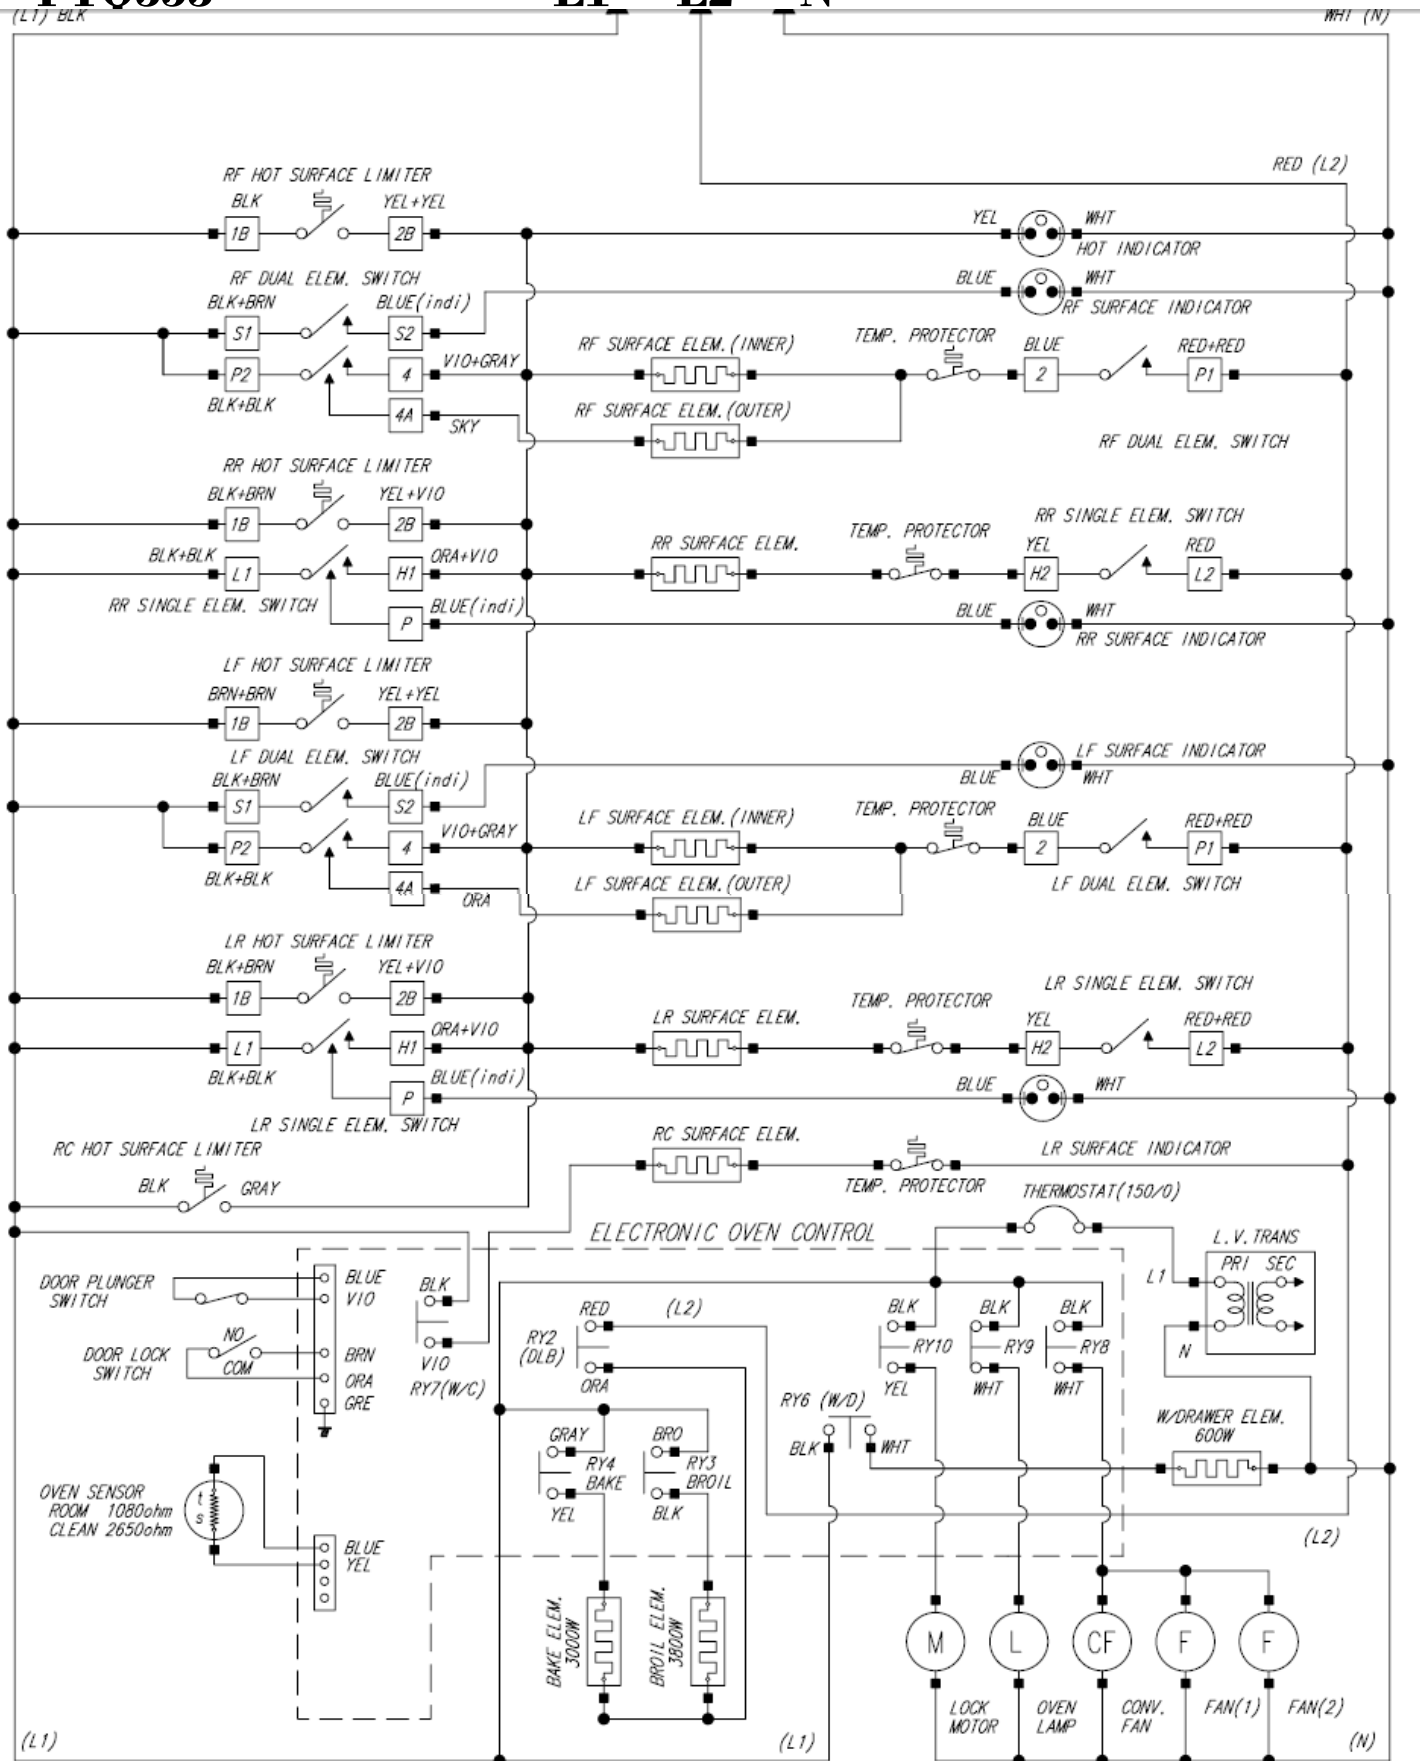 L1 L2 N
(L1) BLK
WHT (N)
RED (L2)
RF HOT SURFACE LIMITER
BLK YEL+YEL
1B 2B
YEL WHT
HOT INDICATOR
RF DUAL ELEM. SWITCH
BLK+BRN BLUE(indi)
S1 S2
BLUE WHT
RF SURFACE INDICATOR
P2 4 VIO+GRAY
BLK+BLK
4A SKY
RF SURFACE ELEM.(INNER)
RF SURFACE ELEM.(OUTER)
TEMP. PROTECTOR
BLUE RED+RED
2 P1
RF DUAL ELEM. SWITCH
RR HOT SURFACE LIMITER
BLK+BRN YEL+VIO
1B 2B
BLK+BLK ORA+VIO
L1 H1
RR SINGLE ELEM. SWITCH
BLUE(indi)
P
RR SURFACE ELEM.
TEMP. PROTECTOR
RR SINGLE ELEM. SWITCH
YEL RED
H2 L2
BLUE WHT
RR SURFACE INDICATOR
LF HOT SURFACE LIMITER
BRN+BRN YEL+YEL
1B 2B
LF DUAL ELEM. SWITCH
BLK+BRN BLUE(indi)
S1 S2
LF SURFACE INDICATOR
BLUE WHT
P2 4 VIO+GRAY
BLK+BLK
4A ORA
LF SURFACE ELEM.(INNER)
LF SURFACE ELEM.(OUTER)
TEMP. PROTECTOR
BLUE RED+RED
2 P1
LF DUAL ELEM. SWITCH
LR HOT SURFACE LIMITER
BLK+BRN YEL+VIO
1B 2B
L1 H1 ORA+VIO
BLK+BLK
P BLUE(indi)
LR SINGLE ELEM. SWITCH
LR SURFACE ELEM.
TEMP. PROTECTOR
LR SINGLE ELEM. SWITCH
YEL RED+RED
H2 L2
BLUE WHT
LR SURFACE INDICATOR
RC HOT SURFACE LIMITER
BLK GRAY
RC SURFACE ELEM.
TEMP. PROTECTOR
THERMOSTAT(150/0)
ELECTRONIC OVEN CONTROL
L.V.TRANS
PRI SEC
L1
N
DOOR PLUNGER
SWITCH
BLUE
VIO
NO
COM
DOOR LOCK
SWITCH
BRN
ORA
GRE
BLK
VIO
RY7(W/C)
RED (L2)
RY2
(DLB)
ORA
BLK BLK BLK
RY10 RY9 RY8
YEL WHT WHT
RY6 (W/D)
BLK WHT
W/DRAWER ELEM.
600W
GRAY BRO
RY4
BAKE
RY3
BROIL
YEL BLK
OVEN SENSOR
ROOM 1080ohm
CLEAN 2650ohm
t
s
BLUE
YEL
(L2)
BAKE ELEM.
3000W
BROIL ELEM.
3800W
M L CF F F
LOCK
MOTOR
OVEN
LAMP
CONV.
FAN
FAN(1) FAN(2)
(L1) (L1) (N)